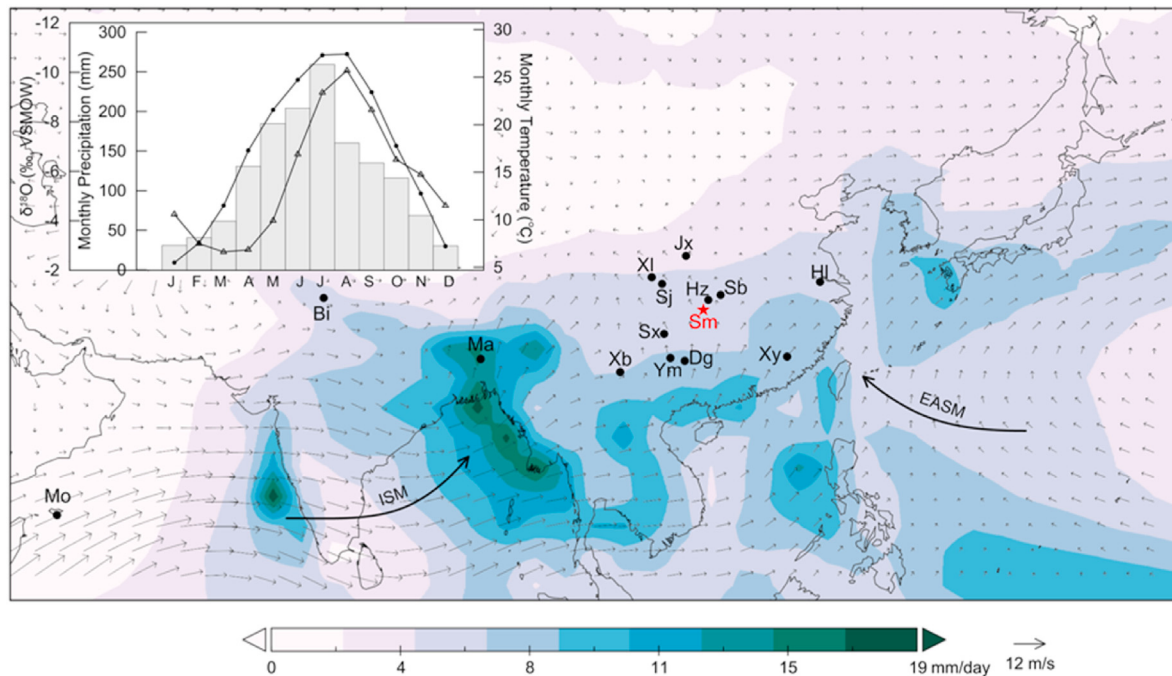 -12
-10
-8
-6
-4
-2
δ¹⁸O (‰, VSMOW)
300
250
200
150
100
50
0
Monthly Precipitation (mm)
30
25
20
15
10
5
Monthly Temperature (°C)
J F M A M J J A S O N D
Jx
Xl
Sj
Hl
Hz
Sb
Sm
Bi
Sx
Ma
Xb
Ym
Dg
Xy
EASM
ISM
Mo
0 4 8 11 15 19 mm/day
12 m/s